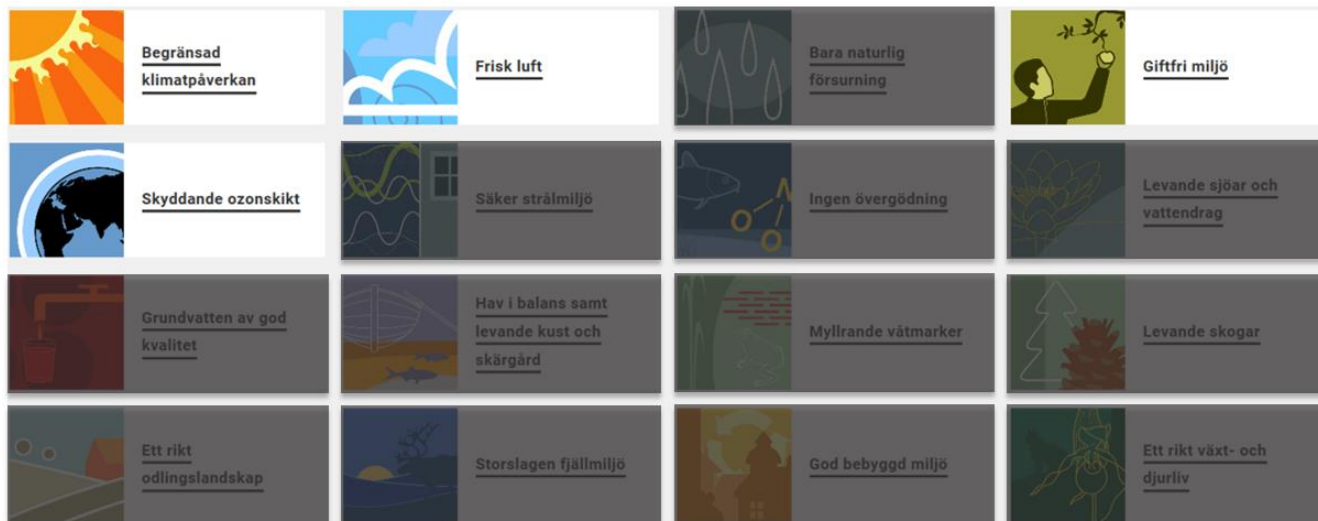 Begränsad
klimatpåverkan
Frisk luft
Bara naturlig
försurning
Giftfri miljö
Skyddande ozonskikt
Säker strålmiljö
Ingen övergödning
Levande sjöar och
vattendrag
Grundvatten av god
kvalitet
Hav i balans samt
levande kust och
skärgård
Myllrande våtmarker
Levande skogar
Ett rikt
odlingslandskap
Storslagen fjällmiljö
God bebyggd miljö
Ett rikt växt- och
djurliv